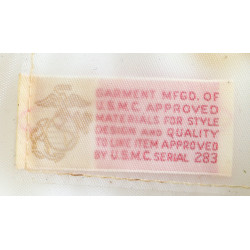 GARMENT MFGD. OF
U.S.M.C. APPROVED
MATERIALS FOR STYLE
DESIGN AND QUALITY
TO LIKE ITEM APPROVED
BY U.S.M.C. SERIAL 283